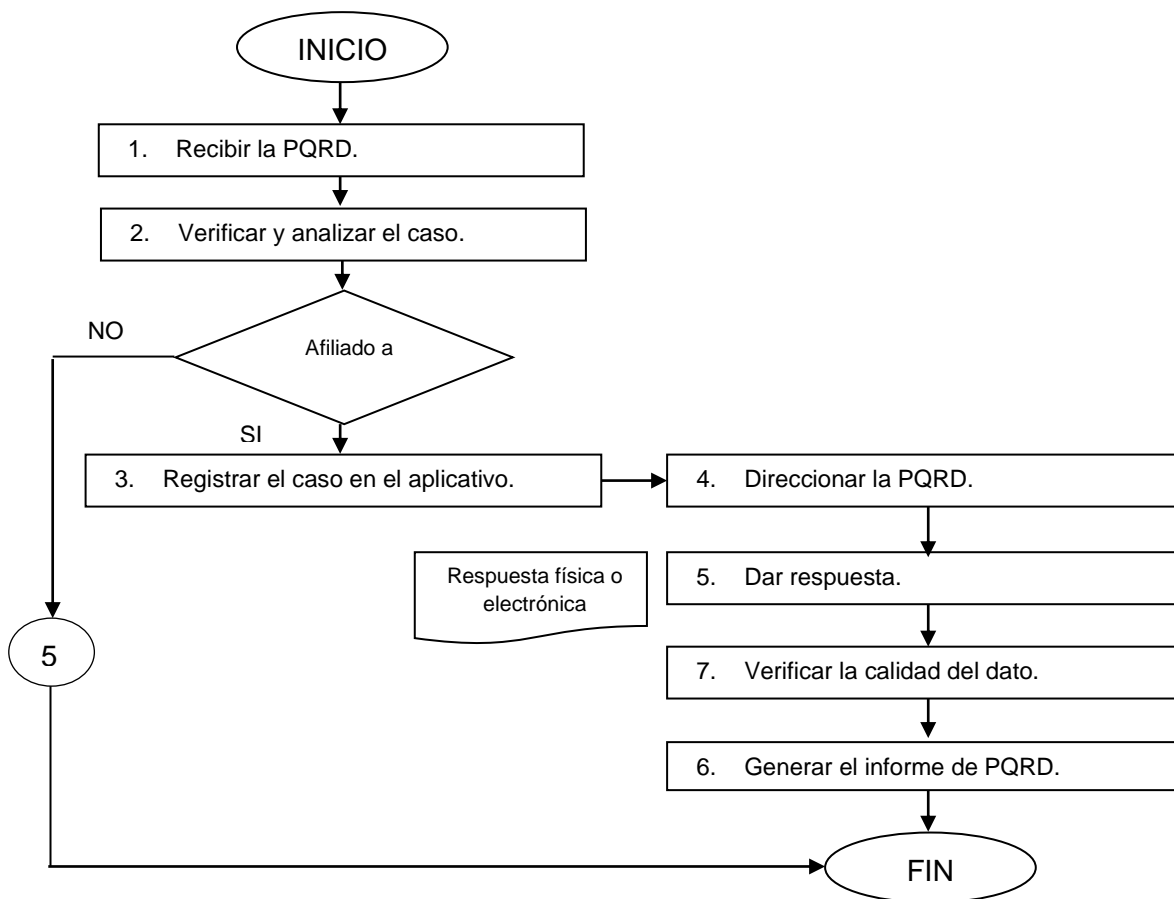 INICIO
1. Recibir la PQRD.
2. Verificar y analizar el caso.
NO
Afiliado a
SI
3. Registrar el caso en el aplicativo.
4. Direccionar la PQRD.
Respuesta física o
electrónica
5. Dar respuesta.
5
7. Verificar la calidad del dato.
6. Generar el informe de PQRD.
FIN